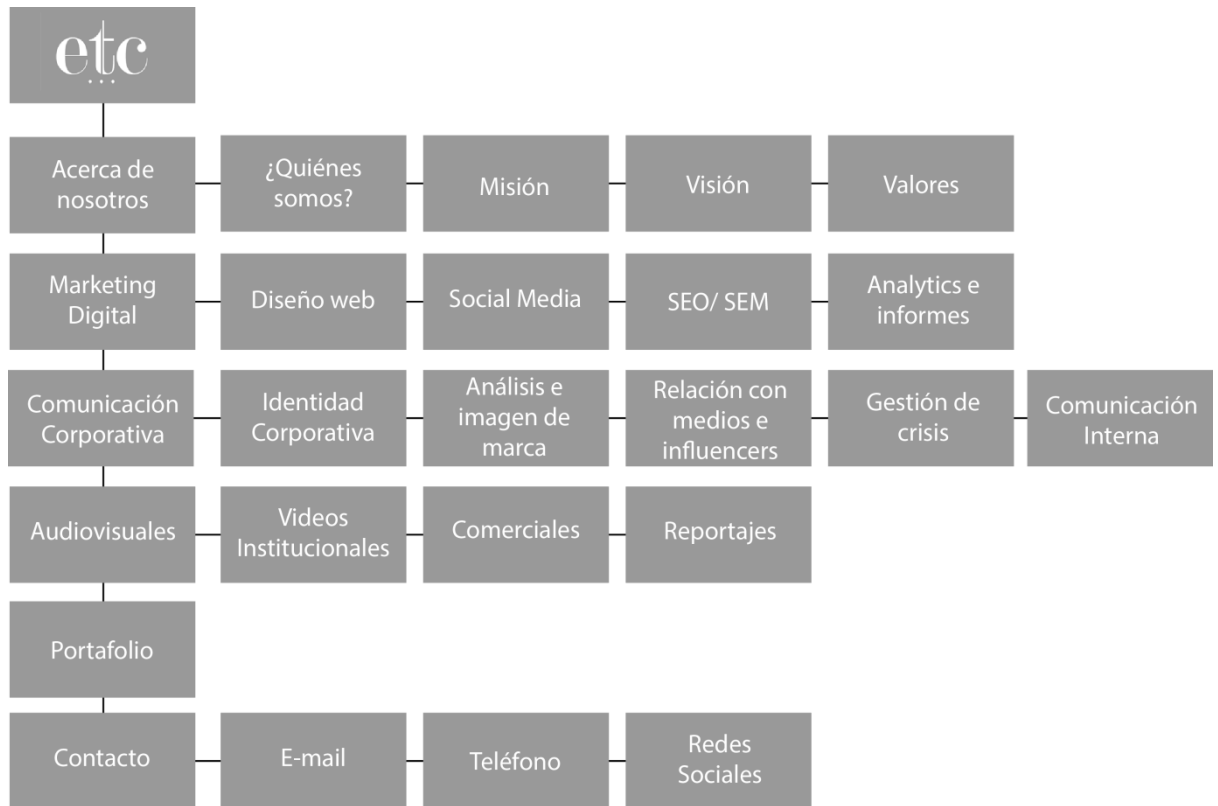 etc
Acerca de
nosotros
¿Quiénes
somos?
Misión
Visión
Valores
Marketing
Digital
Diseño web
Social Media
SEO/ SEM
Analytics e
informes
Comunicación
Corporativa
Identidad
Corporativa
Análisis e
imagen de
marca
Relación con
medios e
influencers
Gestión de
crisis
Comunicación
Interna
Audiovisuales
Videos
Institucionales
Comerciales
Reportajes
Portafolio
Contacto
E-mail
Teléfono
Redes
Sociales